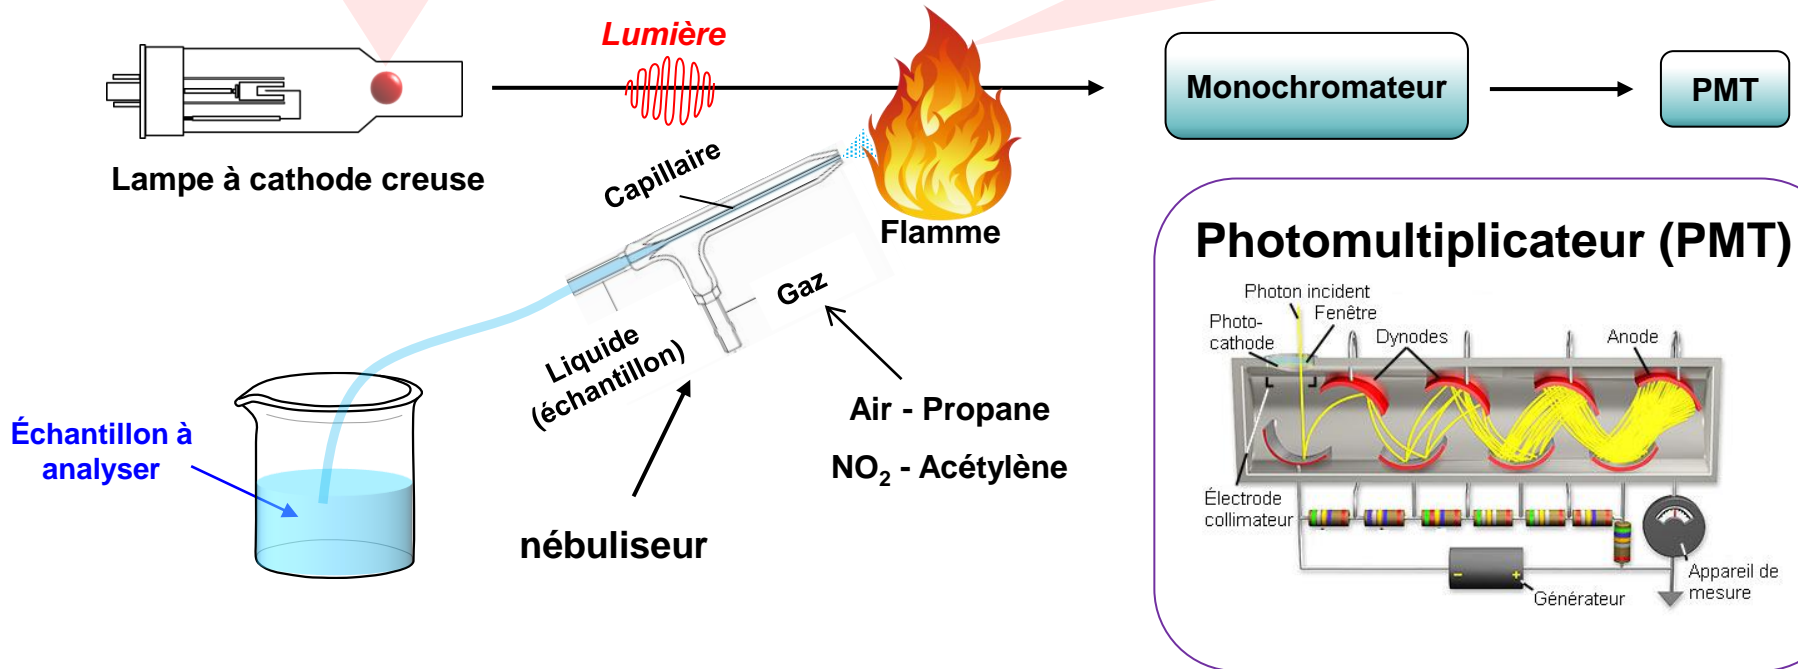 Lumière
Lampe à cathode creuse
Capillaire
Flamme
Monochromateur
PMT
Gaz
Liquide
(échantillon)
Air - Propane
NO₂ - Acétylène
nébuliseur
Échantillon à
analyser
Photomultiplicateur (PMT)
Photon incident
Fenêtre
Photo-
cathode
Dynodes
Anode
Électrode
collimateur
- +
Générateur
Appareil de
mesure